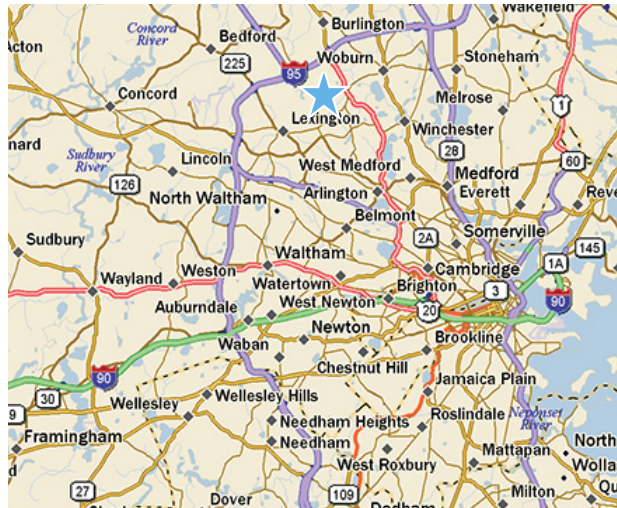 Wakefield
Burlington
Concord
River
Bedford
Acton
225
95
Woburn
Stoneham
Concord
Melrose
1
Lexington
Winchester
28
Sudbury
River
Lincoln
West Medford
60
126
Medford
Arlington
Everett
North Waltham
Belmont
Sudbury
Somerville
2A
145
Waltham
Cambridge
1A
Weston
Wayland
Watertown
Brighton
3
90
Auburndale
West Newton
20
Newton
Waban
Brookline
90
Chestnut Hill
30
Jamaica Plain
Wellesley Hills
Wellesley
9
Roslindale
Neponset
River
Needham Heights
Framingham
Needham
North
Mattapan
West Roxbury
27
109
Dover
Milton